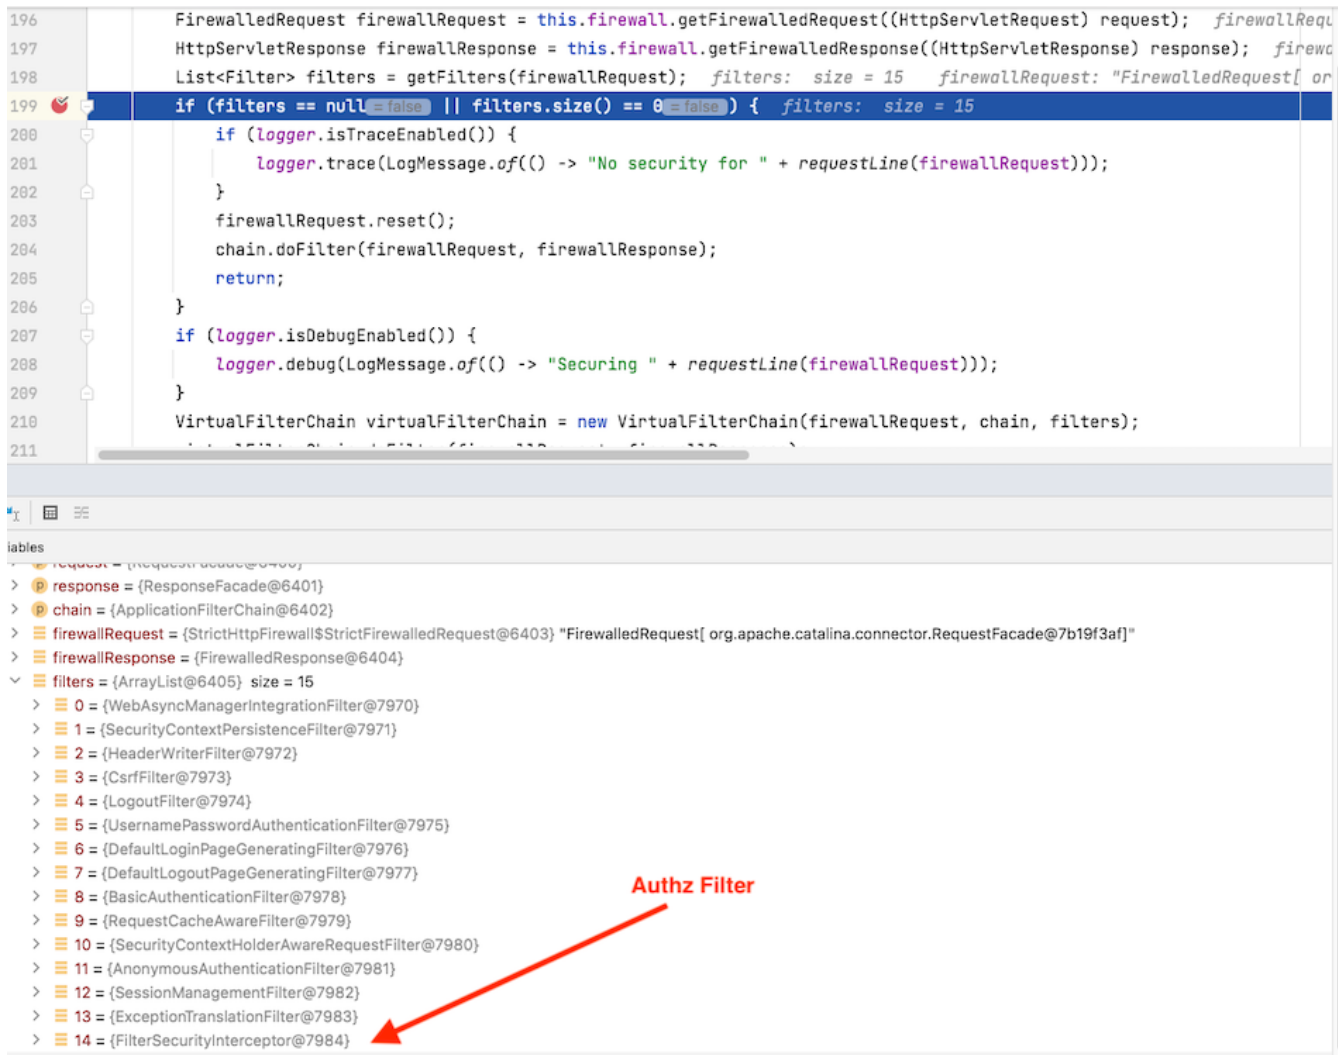 196 FirewalledRequest firewallRequest = this.firewall.getFirewalledRequest((HttpServletRequest) request); firewallRequ
197 HttpServletResponse firewallResponse = this.firewall.getFirewalledResponse((HttpServletResponse) response); firewa
198 List<Filter> filters = getFilters(firewallRequest); filters: size = 15 firewallRequest: "FirewalledRequest[ or
199 if (filters == null = false || filters.size() == 0 = false ) { filters: size = 15
200 if (logger.isTraceEnabled()) {
201 logger.trace(LogMessage.of(() -> "No security for " + requestLine(firewallRequest)));
202 }
203 firewallRequest.reset();
204 chain.doFilter(firewallRequest, firewallResponse);
205 return;
206 }
207 if (logger.isDebugEnabled()) {
208 logger.debug(LogMessage.of(() -> "Securing " + requestLine(firewallRequest)));
209 }
210 VirtualFilterChain virtualFilterChain = new VirtualFilterChain(firewallRequest, chain, filters);
211
iables
response = {ResponseFacade@6401}
chain = {ApplicationFilterChain@6402}
firewallRequest = {StrictHttpFirewall$StrictFirewalledRequest@6403} "FirewalledRequest[ org.apache.catalina.connector.RequestFacade@7b19f3af]"
firewallResponse = {FirewalledResponse@6404}
filters = {ArrayList@6405} size = 15
0 = {WebAsyncManagerIntegrationFilter@7970}
1 = {SecurityContextPersistenceFilter@7971}
2 = {HeaderWriterFilter@7972}
3 = {CsrfFilter@7973}
4 = {LogoutFilter@7974}
5 = {UsernamePasswordAuthenticationFilter@7975}
6 = {DefaultLoginPageGeneratingFilter@7976}
7 = {DefaultLogoutPageGeneratingFilter@7977}
8 = {BasicAuthenticationFilter@7978}
Authz Filter
9 = {RequestCacheAwareFilter@7979}
10 = {SecurityContextHolderAwareRequestFilter@7980}
11 = {AnonymousAuthenticationFilter@7981}
12 = {SessionManagementFilter@7982}
13 = {ExceptionTranslationFilter@7983}
14 = {FilterSecurityInterceptor@7984}